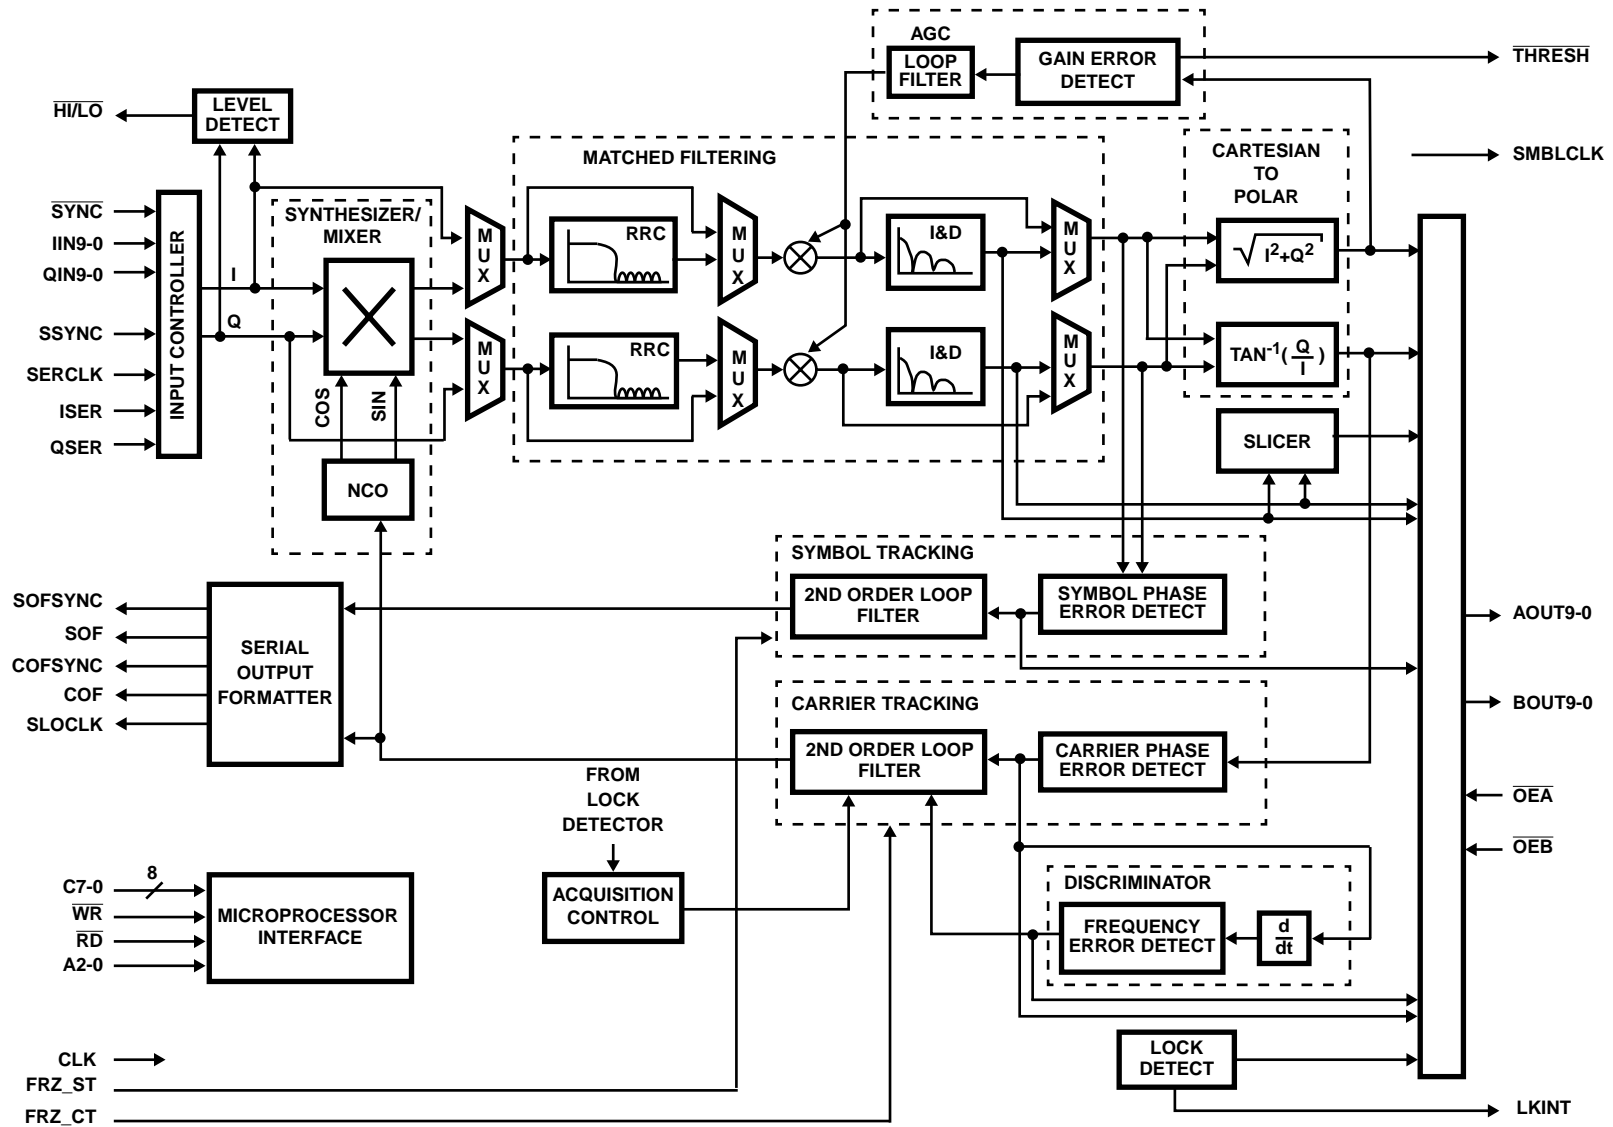 AGC
LOOP
FILTER
GAIN ERROR
DETECT
THRESH
HI/LO
LEVEL
DETECT
SMBLCLK
MATCHED FILTERING
CARTESIAN
TO
POLAR
SYNC
IIN9-0
QIN9-0
SSYNC
SERCLK
ISER
QSER
INPUT CONTROLLER
I
Q
SYNTHESIZER/
MIXER
COS
SIN
NCO
MUX
MUX
RRC
RRC
MUX
MUX
I&D
I&D
MUX
MUX
√I²+Q²
TAN⁻¹(Q/I)
SLICER
SYMBOL TRACKING
2ND ORDER LOOP
FILTER
SYMBOL PHASE
ERROR DETECT
SOFSYNC
SOF
COFSYNC
COF
SLOCLK
SERIAL
OUTPUT
FORMATTER
AOUT9-0
BOUT9-0
OEA
OEB
CARRIER TRACKING
2ND ORDER LOOP
FILTER
CARRIER PHASE
ERROR DETECT
FROM
LOCK
DETECTOR
ACQUISITION
CONTROL
DISCRIMINATOR
FREQUENCY
ERROR DETECT
d
dt
C7-0
8
WR
RD
A2-0
MICROPROCESSOR
INTERFACE
LOCK
DETECT
CLK
FRZ_ST
FRZ_CT
LKINT